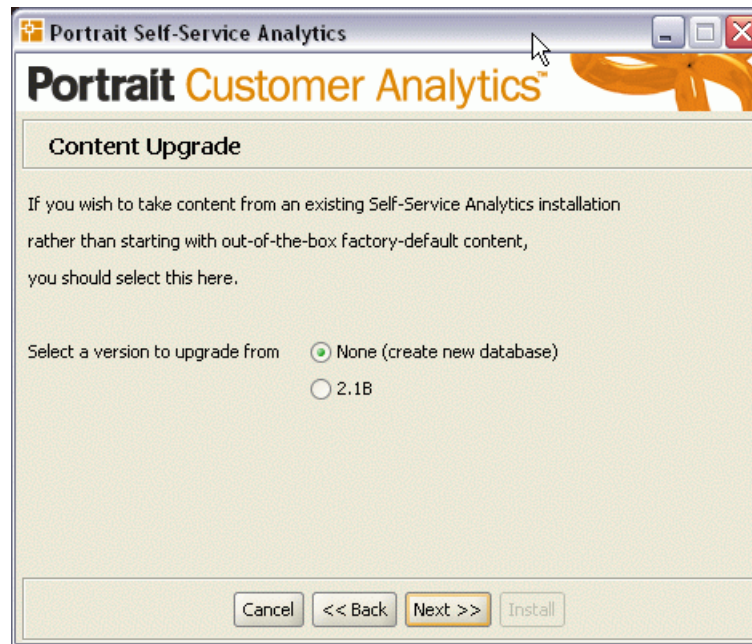 Portrait Self-Service Analytics
Portrait Customer Analytics™
Content Upgrade
If you wish to take content from an existing Self-Service Analytics installation
rather than starting with out-of-the-box factory-default content,
you should select this here.
Select a version to upgrade from
None (create new database)
2.1B
Cancel
<< Back
Next >>
Install